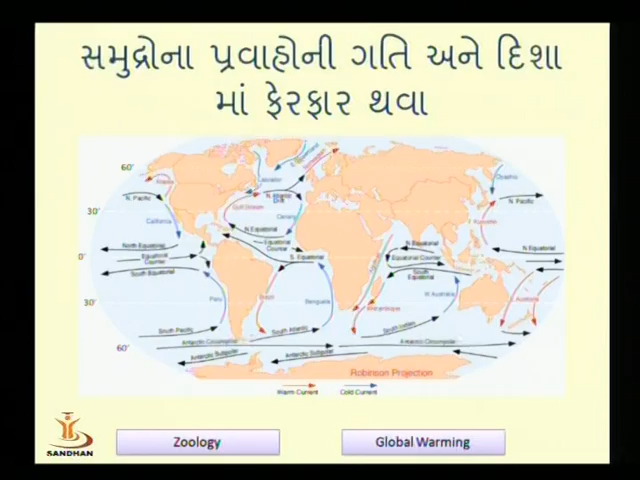 સમુદ્રોના પ્રવાહોની ગતિ અને દિશા
માં ફેરફાર થવા
60°
Alaska
Labrador
Oyashio
N. Pacific
N. Atlantic
Drift
N. Pacific
30°
California
Gulf Stream
Canary
N. Equatorial
North Equatorial
Equatorial
Counter
N. Equatorial
N. Equatorial
0°
Equatorial
Counter
S. Equatorial
Equatorial Counter
South Equatorial
South
Equatorial
30°
Peru
Brazil
Benguela
Mozambique
W. Australia
E. Australia
South Pacific
South Atlantic
South Indian
60°
Antarctic Circumpolar
Antarctic Circumpolar
Antarctic Subpolar
Antarctic Subpolar
Robinson Projection
Warm Current
Cold Current
SANDHAN
Zoology
Global Warming